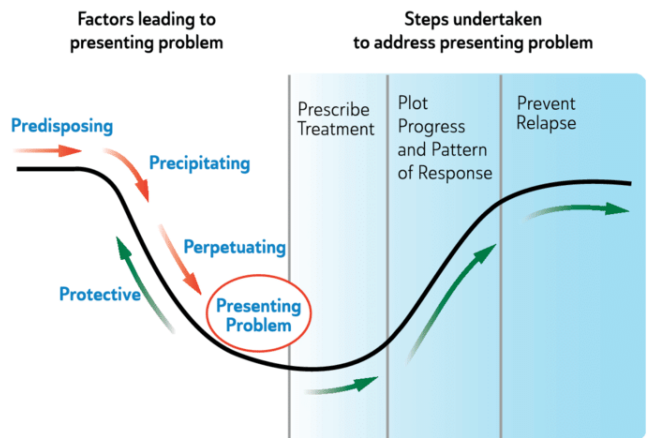 Factors leading to
presenting problem
Steps undertaken
to address presenting problem
Predisposing
Precipitating
Perpetuating
Protective
Presenting
Problem
Prescribe
Treatment
Plot
Progress
and Pattern
of Response
Prevent
Relapse